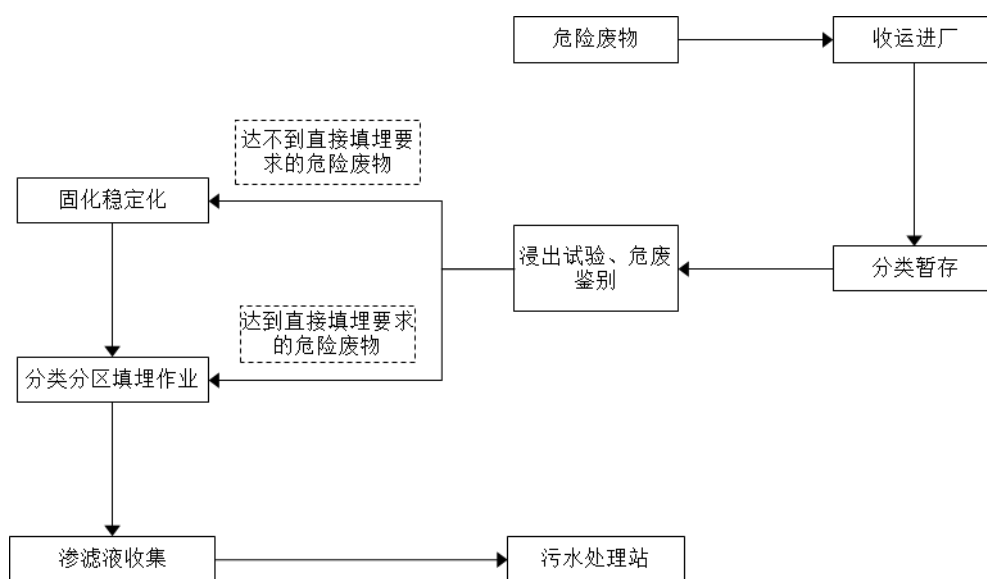 危险废物
收运进厂
达不到直接填埋要
求的危险废物
固化稳定化
浸出试验、危废
鉴别
分类暂存
达到直接填埋要求
的危险废物
分类分区填埋作业
渗滤液收集
污水处理站